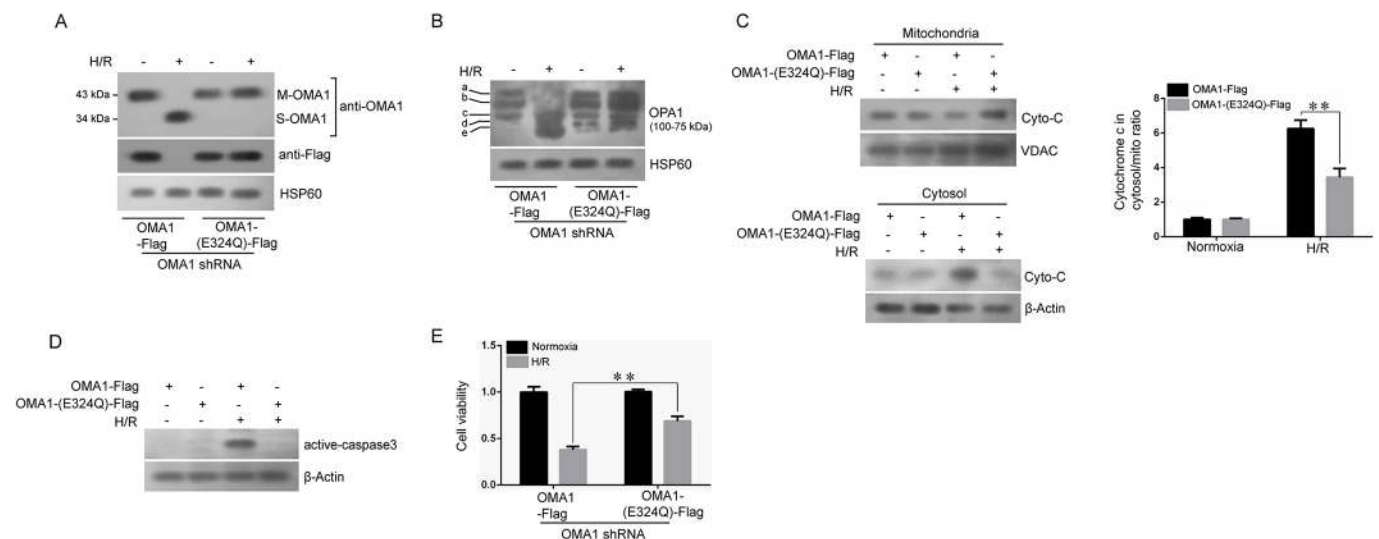 A
H/R - + - +
43 kDa
34 kDa
M-OMA1
S-OMA1
anti-OMA1
anti-Flag
HSP60
OMA1
-Flag
OMA1-
(E324Q)-Flag
OMA1 shRNA
B
H/R - + - +
a
b
c
d
e
OPA1
(100-75 kDa)
HSP60
OMA1
-Flag
OMA1-
(E324Q)-Flag
OMA1 shRNA
C
Mitochondria
OMA1-Flag + - + -
OMA1-(E324Q)-Flag - + - +
H/R - - + +
Cyto-C
VDAC
Cytosol
OMA1-Flag + - + -
OMA1-(E324Q)-Flag - + - +
H/R - - + +
Cyto-C
β-Actin
OMA1-Flag
OMA1-(E324Q)-Flag
Cytochrome c in
cytosol/mito ratio
8
6
4
2
0
**
Normoxia
H/R
D
OMA1-Flag + - + -
OMA1-(E324Q)-Flag - + - +
H/R - - + +
active-caspase3
β-Actin
E
Normoxia
H/R
Cell viability
1.5
1.0
0.5
0.0
**
OMA1
-Flag
OMA1-
(E324Q)-Flag
OMA1 shRNA